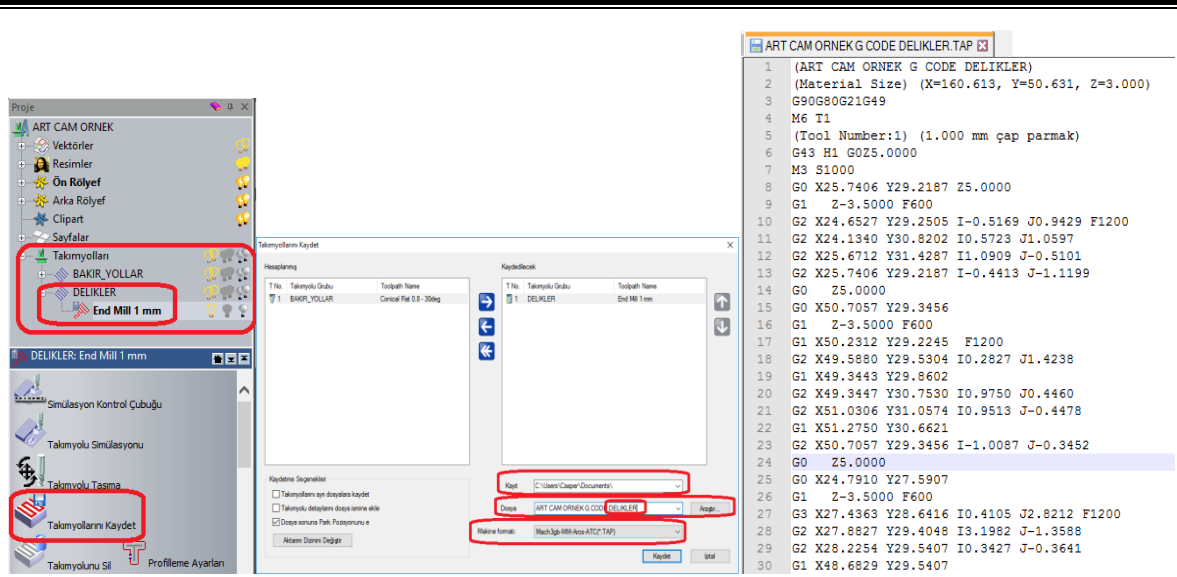 Proje
ART CAM ORNEK
Vektörler
Resimler
Ön Rölyef
Arka Rölyef
Clipart
Sayfalar
Takımyolları
BAKIR_YOLLAR
DELIKLER
End Mill 1 mm
DELIKLER: End Mill 1 mm
Simülasyon Kontrol Çubuğu
Takımyolu Simülasyonu
Takımyolu Taşıma
Takımyollarını Kaydet
Takımyolunu Sil
Profilleme Ayarları
Takımyollarını Kaydet
Hesaplanmış
T No. Takımyolu Grubu Toolpath Name
1 BAKIR_YOLLAR Conical Flat 0.8 - 30deg
Kaydedilecek
T No. Takımyolu Grubu Toolpath Name
1 DELIKLER End Mill 1 mm
Kaydetme Seçenekleri
Takımyollarını ayrı dosyalara kaydet
Takımyolu detaylarını dosya ismine ekle
Dosya sonuna Park Pozisyonunu e
Aktarım Dizinini Değiştir
Kayıt C:\Users\Casper\Documents\
Dosya ART CAM ORNEK G CODE DELIKLER Araştır...
Makine formatı: Mach3gb-MM-Arcs-ATC(*.TAP)
Kaydet İptal
ART CAM ORNEK G CODE DELIKLER.TAP
1 (ART CAM ORNEK G CODE DELIKLER)
2 (Material Size) (X=160.613, Y=50.631, Z=3.000)
3 G90G80G21G49
4 M6 T1
5 (Tool Number:1) (1.000 mm çap parmak)
6 G43 H1 G0Z5.0000
7 M3 S1000
8 G0 X25.7406 Y29.2187 Z5.0000
9 G1 Z-3.5000 F600
10 G2 X24.6527 Y29.2505 I-0.5169 J0.9429 F1200
11 G2 X24.1340 Y30.8202 I0.5723 J1.0597
12 G2 X25.6712 Y31.4287 I1.0909 J-0.5101
13 G2 X25.7406 Y29.2187 I-0.4413 J-1.1199
14 G0 Z5.0000
15 G0 X50.7057 Y29.3456
16 G1 Z-3.5000 F600
17 G1 X50.2312 Y29.2245 F1200
18 G2 X49.5880 Y29.5304 I0.2827 J1.4238
19 G1 X49.3443 Y29.8602
20 G2 X49.3447 Y30.7530 I0.9750 J0.4460
21 G2 X51.0306 Y31.0574 I0.9513 J-0.4478
22 G1 X51.2750 Y30.6621
23 G2 X50.7057 Y29.3456 I-1.0087 J-0.3452
24 G0 Z5.0000
25 G0 X24.7910 Y27.5907
26 G1 Z-3.5000 F600
27 G3 X27.4363 Y28.6416 I0.4105 J2.8212 F1200
28 G2 X27.8827 Y29.4048 I3.1982 J-1.3588
29 G2 X28.2254 Y29.5407 I0.3427 J-0.3641
30 G1 X48.6829 Y29.5407